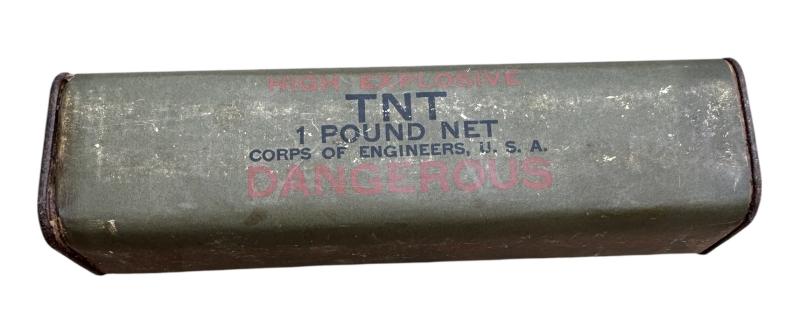 HIGH EXPLOSIVE
TNT
1 POUND NET
CORPS OF ENGINEERS, U. S. A.
DANGEROUS